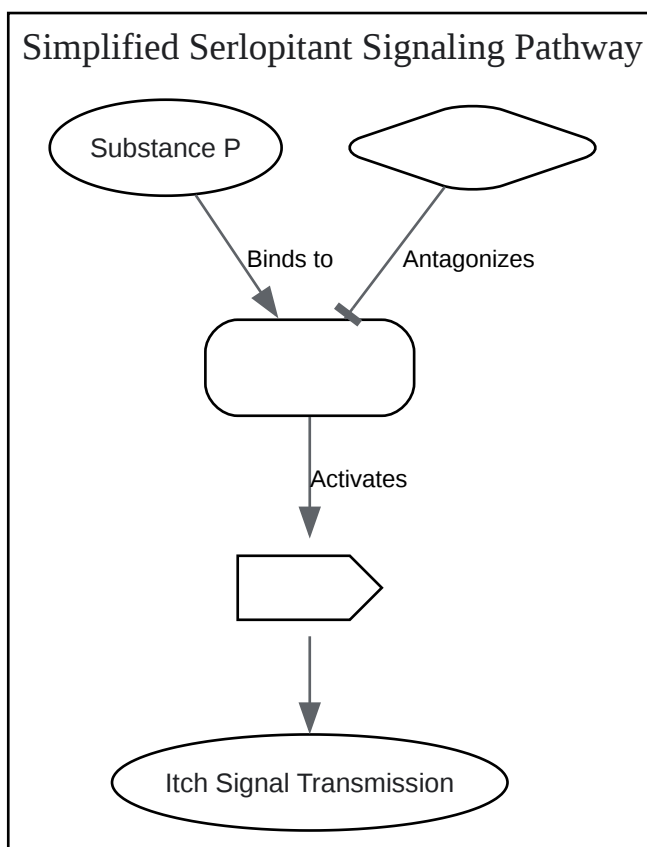 Simplified Serlopitant Signaling Pathway
Substance P
Binds to
Antagonizes
Activates
Itch Signal Transmission